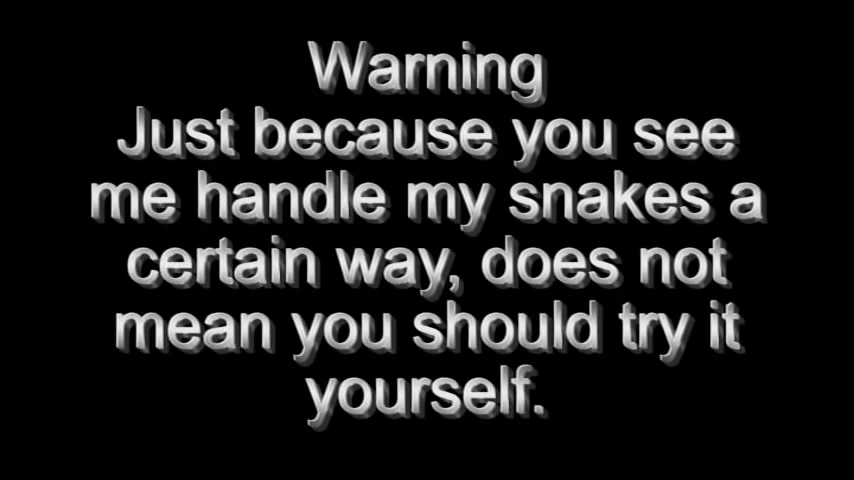 Warning
Just because you see
me handle my snakes a
certain way, does not
mean you should try it
yourself.